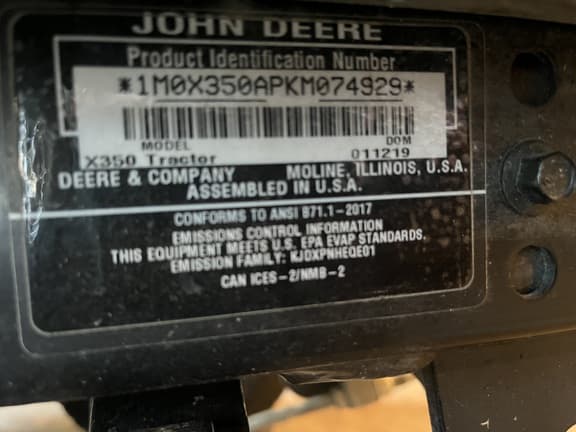 JOHN DEERE
Product Identification Number
*1M0X350APKM074929*
MODEL DOM
X350 Tractor 011219
DEERE & COMPANY MOLINE, ILLINOIS, U.S.A.
ASSEMBLED IN U.S.A.
CONFORMS TO ANSI B71.1-2017
EMISSIONS CONTROL INFORMATION
THIS EQUIPMENT MEETS U.S. EPA EVAP STANDARDS.
EMISSION FAMILY: KJDXPNHEQE01
CAN ICES-2/NMB-2